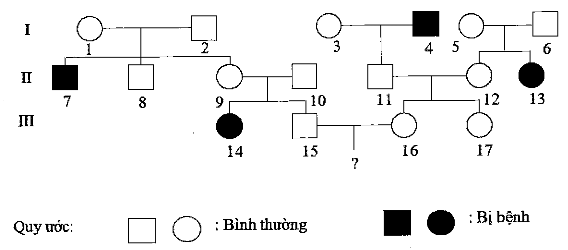 I
1 2 3 4 5 6
II
7 8 9 10 11 12 13
III
14 15 16 17
?
Quy ước: : Bình thường : Bị bệnh